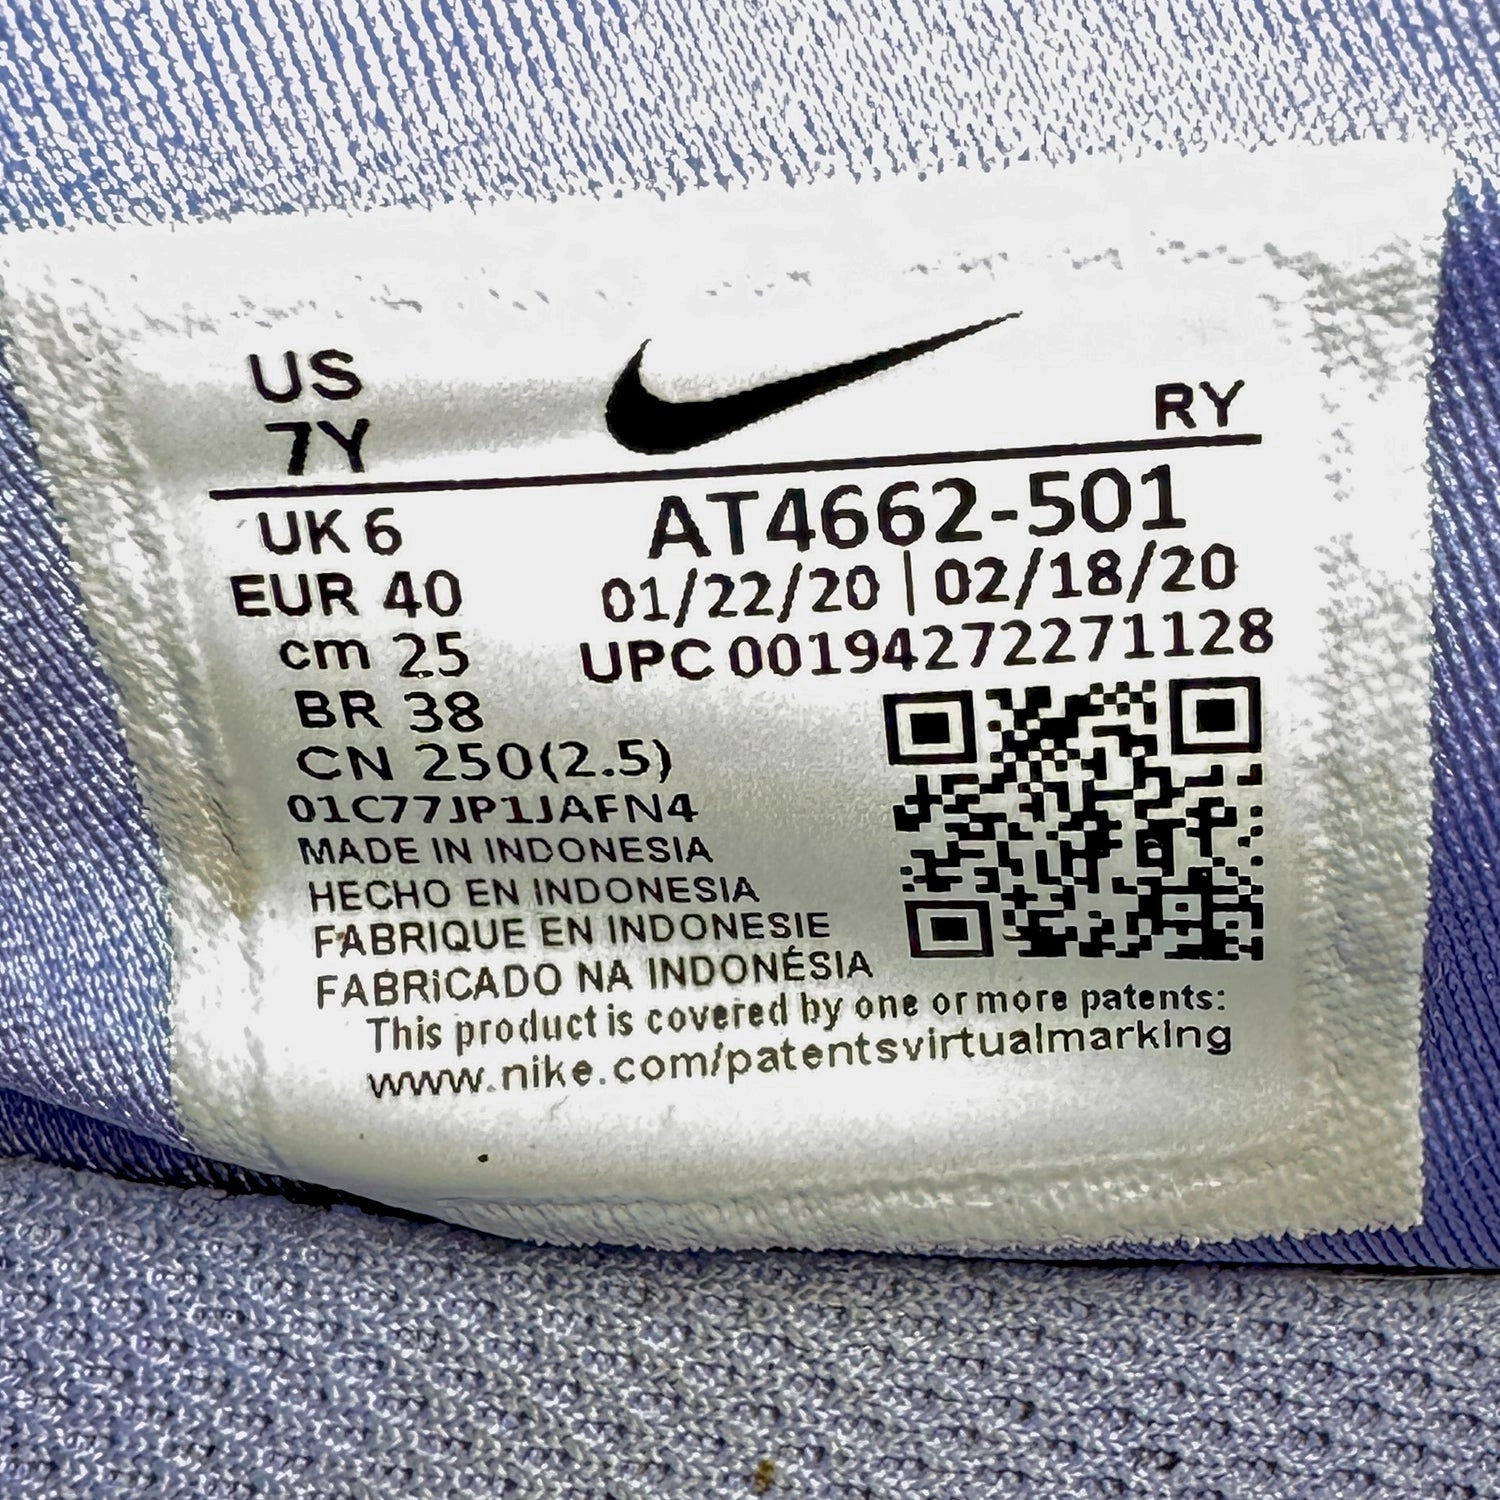 US
7Y
RY
UK 6
EUR 40
cm 25
BR 38
CN 250(2.5)
AT4662-501
01/22/20 | 02/18/20
UPC 00194272271128
01C77JP1JAFN4
MADE IN INDONESIA
HECHO EN INDONESIA
FABRIQUE EN INDONESIE
FABRICADO NA INDONÉSIA
This product is covered by one or more patents:
www.nike.com/patentsvirtualmarking